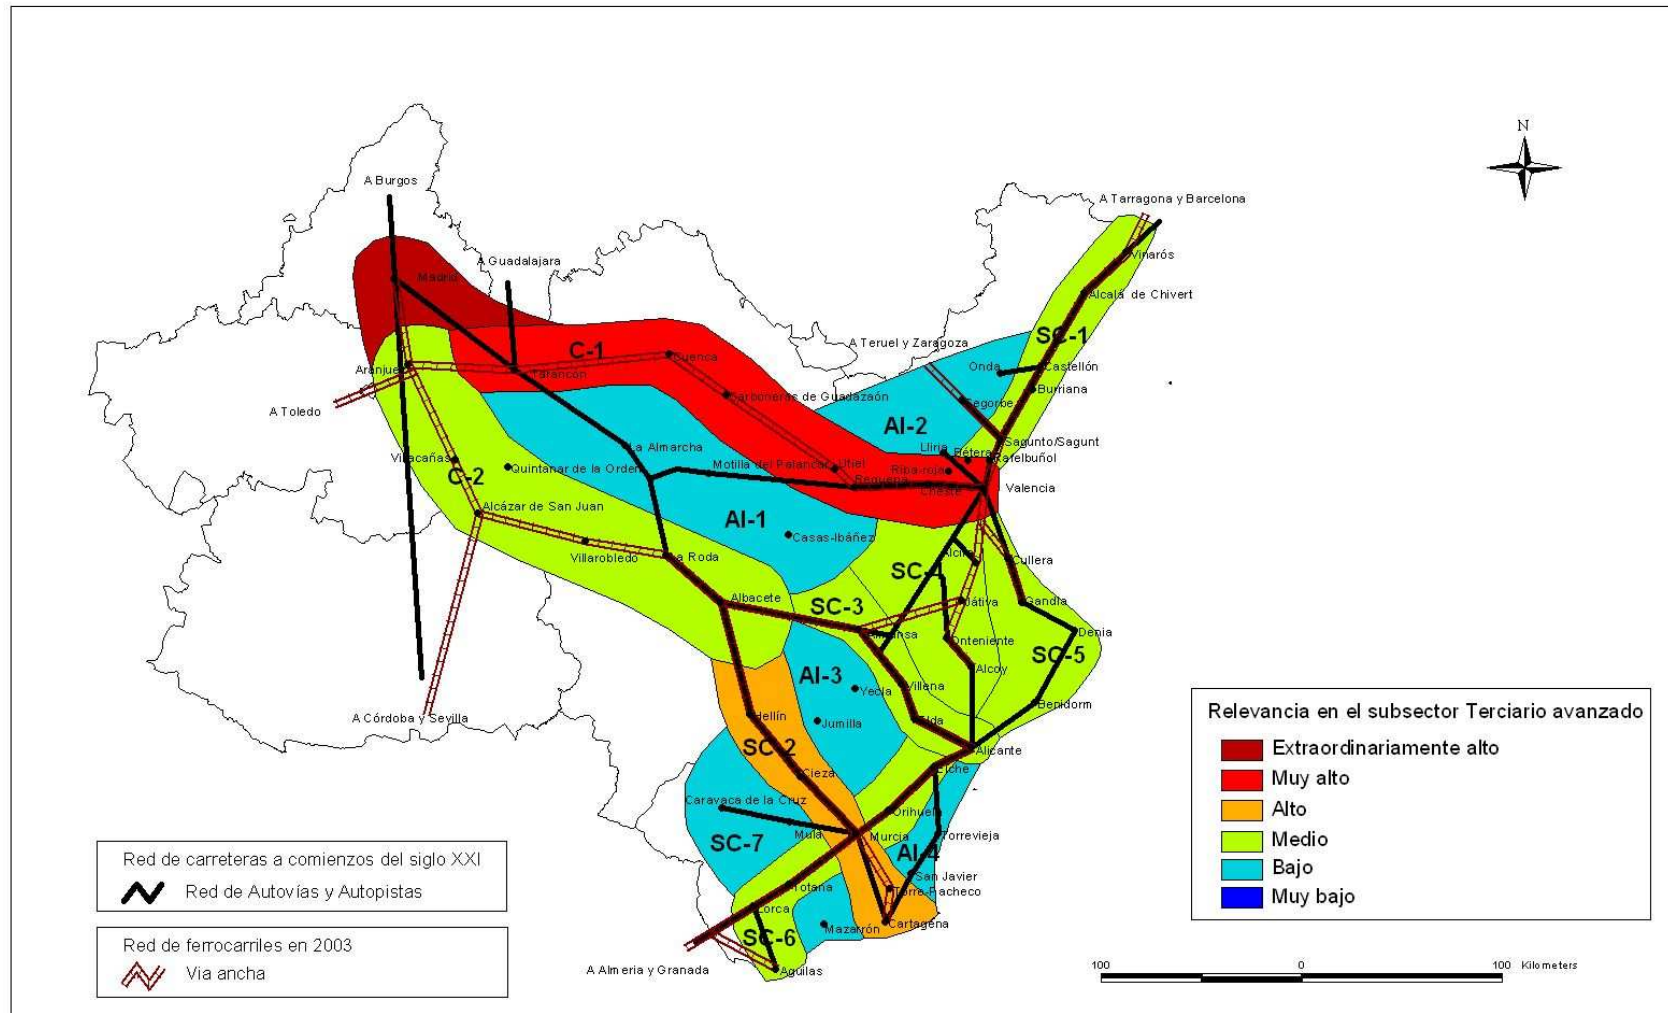 N
A Burgos
A Tarragona y Barcelona
A Guadalajara
Vinarós
Madrid
Alcalá de Chivert
SC-1
A Teruel y Zaragoza
C-1
Cuenca
Aranjuez
Tarancón
Onda
Castellón
Burriana
Carboneras de Guadazaón
Segorbe
A Toledo
AI-2
La Almarcha
Lliria
Bétera
Sagunto/Sagunt
Rafelbuñol
Villacañas
C-2
Quintanar de la Orden
Motilla del Palancar
Utiel
Riba-roja
Requena
Cheste
Valencia
Alcázar de San Juan
AI-1
Casas-Ibáñez
Villarobledo
La Roda
Alcira
Cullera
SC-4
Albacete
SC-3
Játiva
Gandía
Almansa
Onteniente
Denia
SC-5
AI-3
Alcoy
Yecla
Villena
Benidorm
A Córdoba y Sevilla
Hellín
Jumilla
Elda
SC-2
Alicante
Cieza
Elche
Caravaca de la Cruz
Orihuela
Mula
Murcia
Torrevieja
SC-7
AI-4
San Javier
Totana
Torre-Pacheco
Lorca
Mazarrón
Cartagena
SC-6
A Almeria y Granada
Aguilas
Relevancia en el subsector Terciario avanzado
Extraordinariamente alto
Muy alto
Alto
Medio
Bajo
Muy bajo
Red de carreteras a comienzos del siglo XXI
Red de Autovías y Autopistas
Red de ferrocarriles en 2003
Via ancha
100 0 100 Kilometers